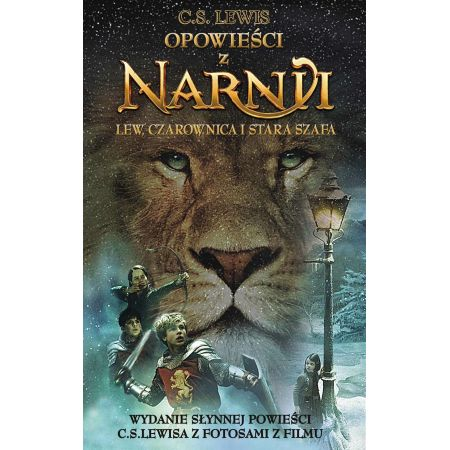 C.S. LEWIS
OPOWIEŚCI
Z
NARNII
LEW, CZAROWNICA I STARA SZAFA
WYDANIE SŁYNNEJ POWIEŚCI
C.S.LEWISA Z FOTOSAMI Z FILMU